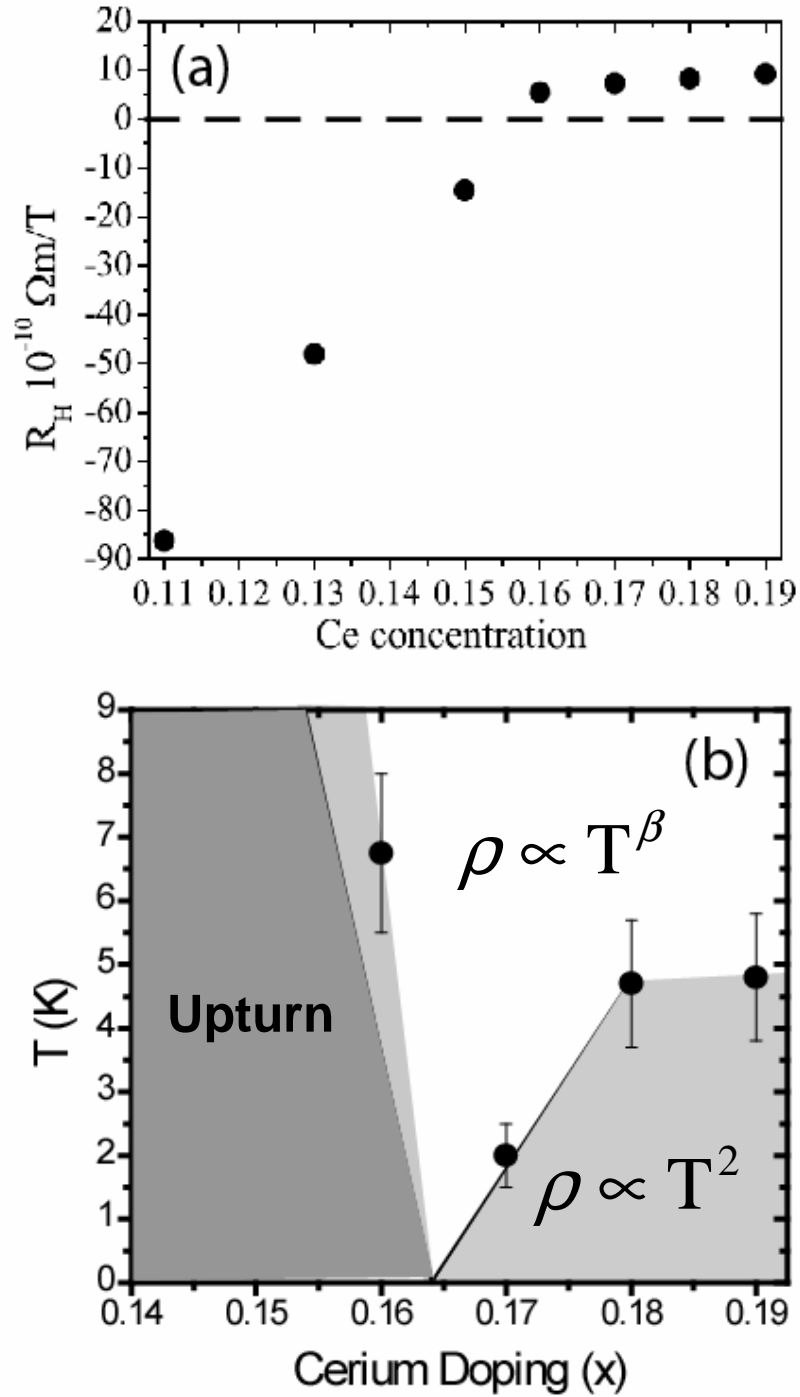 20
(a)
10
0
-10
-20
-30
-40
-50
-60
-70
-80
-90
R_H 10^-10 Ωm/T
0.11 0.12 0.13 0.14 0.15 0.16 0.17 0.18 0.19
Ce concentration
9
(b)
8
7
ρ ∝ T^β
6
5
Upturn
4
T (K)
3
2
ρ ∝ T^2
1
0
0.14 0.15 0.16 0.17 0.18 0.19
Cerium Doping (x)